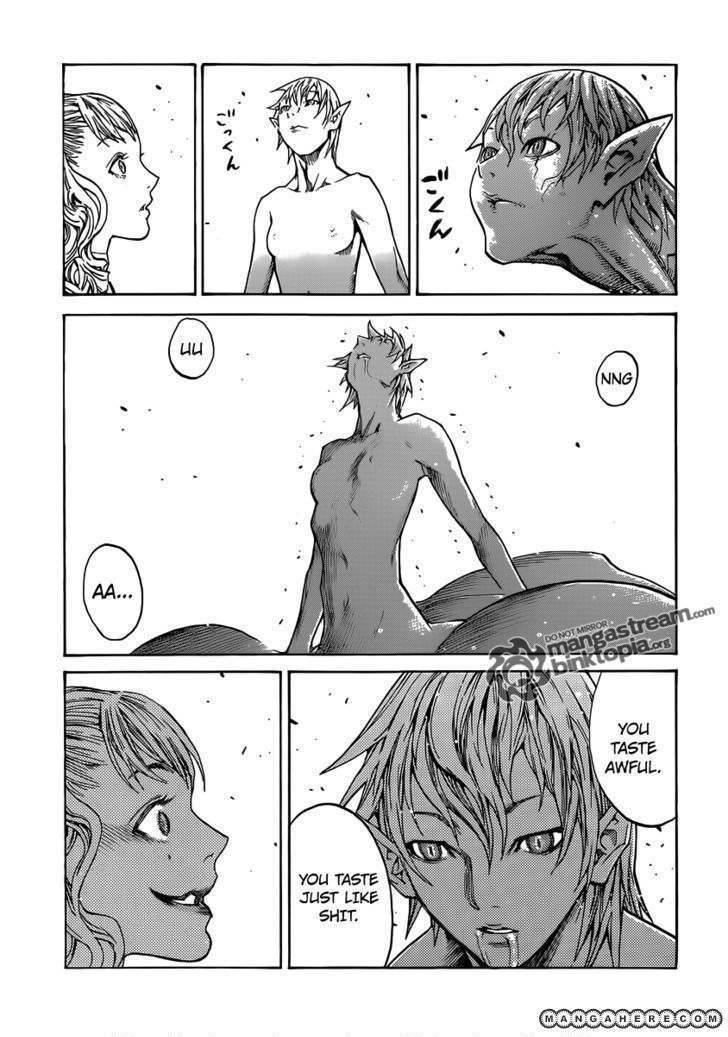 ごっくん
ごくん
UU
NNG
AA...
DO NOT MIRROR
mangastream.com
binktopia.org
YOU
TASTE
AWFUL.
YOU TASTE
JUST LIKE
SHIT.
MANGAHERE.COM